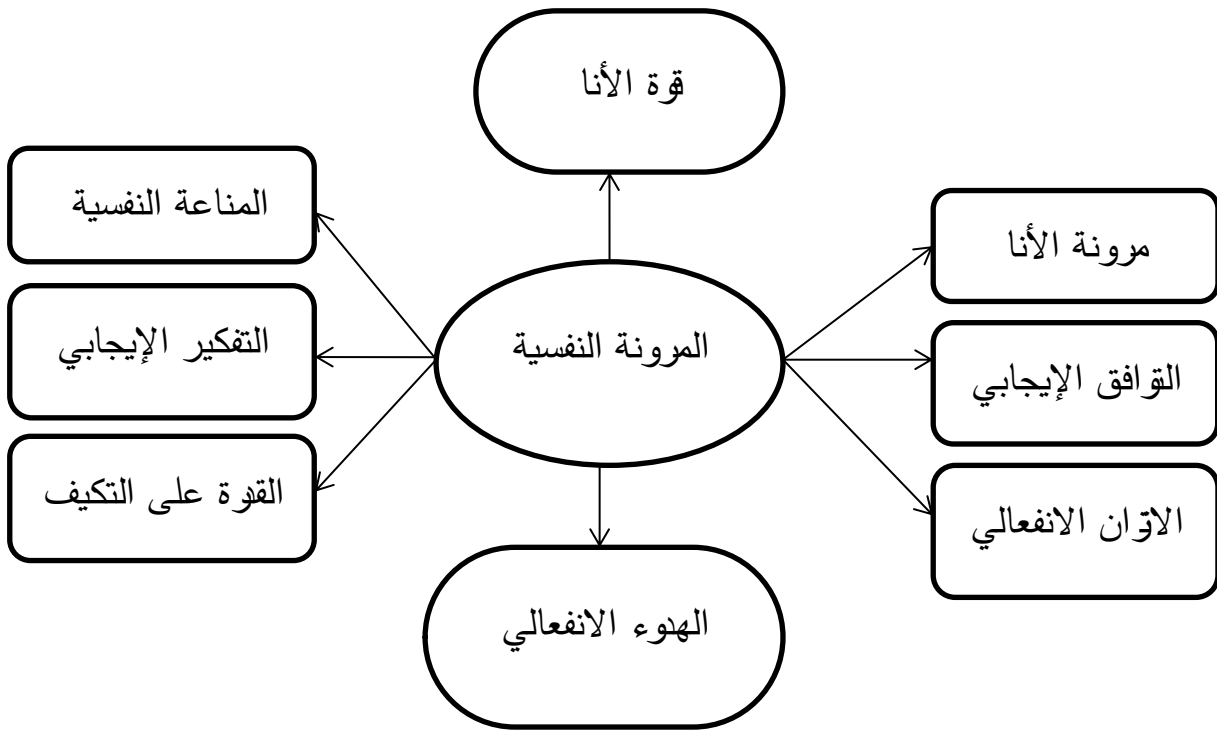 قوة الأنا
المناعة النفسية
مرونة الأنا
المرونة النفسية
التفكير الإيجابي
التوافق الإيجابي
القدرة على التكيف
الاتزان الانفعالي
الهدوء الانفعالي